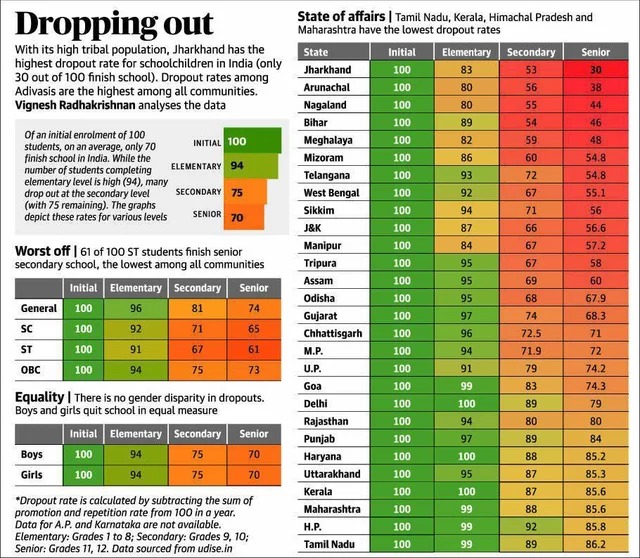 Dropping out
With its high tribal population, Jharkhand has the
highest dropout rate for schoolchildren in India (only
30 out of 100 finish school). Dropout rates among
Adivasis are the highest among all communities.
Vignesh Radhakrishnan analyses the data
Of an initial enrolment of 100
students, on an average, only 70
finish school in India. While the
number of students completing
elementary level is high (94), many
drop out at the secondary level
(with 75 remaining). The graphs
depict these rates for various levels
INITIAL 100
ELEMENTARY 94
SECONDARY 75
SENIOR 70
Worst off | 61 of 100 ST students finish senior
secondary school, the lowest among all communities
Initial Elementary Secondary Senior
General 100 96 81 74
SC 100 92 71 65
ST 100 91 67 61
OBC 100 94 75 73
Equality | There is no gender disparity in dropouts.
Boys and girls quit school in equal measure
Initial Elementary Secondary Senior
Boys 100 94 75 70
Girls 100 94 75 70
*Dropout rate is calculated by subtracting the sum of
promotion and repetition rate from 100 in a year.
Data for A.P. and Karnataka are not available.
Elementary: Grades 1 to 8; Secondary: Grades 9, 10;
Senior: Grades 11, 12. Data sourced from udise.in
State of affairs | Tamil Nadu, Kerala, Himachal Pradesh and
Maharashtra have the lowest dropout rates
State Initial Elementary Secondary Senior
Jharkhand 100 83 53 30
Arunachal 100 80 56 38
Nagaland 100 80 55 44
Bihar 100 89 54 46
Meghalaya 100 82 59 48
Mizoram 100 86 60 54.8
Telangana 100 93 72 54.8
West Bengal 100 92 67 55.1
Sikkim 100 94 71 56
J&K 100 87 66 56.6
Manipur 100 84 67 57.2
Tripura 100 95 67 58
Assam 100 95 69 60
Odisha 100 95 68 67.9
Gujarat 100 97 74 68.3
Chhattisgarh 100 96 72.5 71
M.P. 100 94 71.9 72
U.P. 100 91 79 74.2
Goa 100 99 83 74.3
Delhi 100 100 89 79
Rajasthan 100 94 80 80
Punjab 100 97 89 84
Haryana 100 100 88 85.2
Uttarakhand 100 95 87 85.3
Kerala 100 100 87 85.6
Maharashtra 100 99 88 85.6
H.P. 100 99 92 85.8
Tamil Nadu 100 99 89 86.2